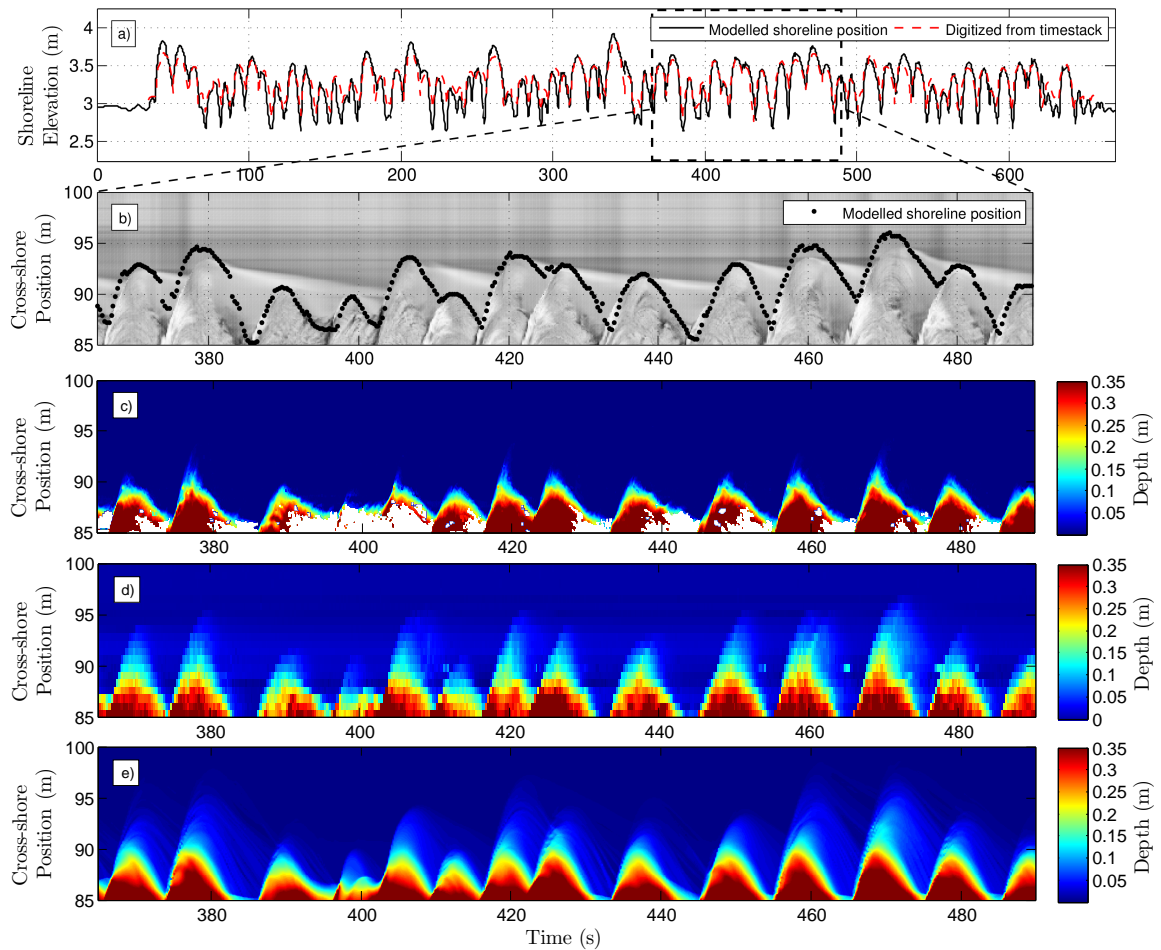 4
3.5
3
2.5
Shoreline
Elevation (m)
a)
Modelled shoreline position
Digitized from timestack
0 100 200 300 400 500 600
100
95
90
85
Cross-shore
Position (m)
b)
Modelled shoreline position
380 400 420 440 460 480
100
95
90
85
Cross-shore
Position (m)
c)
380 400 420 440 460 480
0.35
0.3
0.25
0.2
0.15
0.1
0.05
Depth (m)
100
95
90
85
Cross-shore
Position (m)
d)
380 400 420 440 460 480
0.35
0.3
0.25
0.2
0.15
0.1
0.05
0
Depth (m)
100
95
90
85
Cross-shore
Position (m)
e)
380 400 420 440 460 480
0.35
0.3
0.25
0.2
0.15
0.1
0.05
Depth (m)
Time (s)